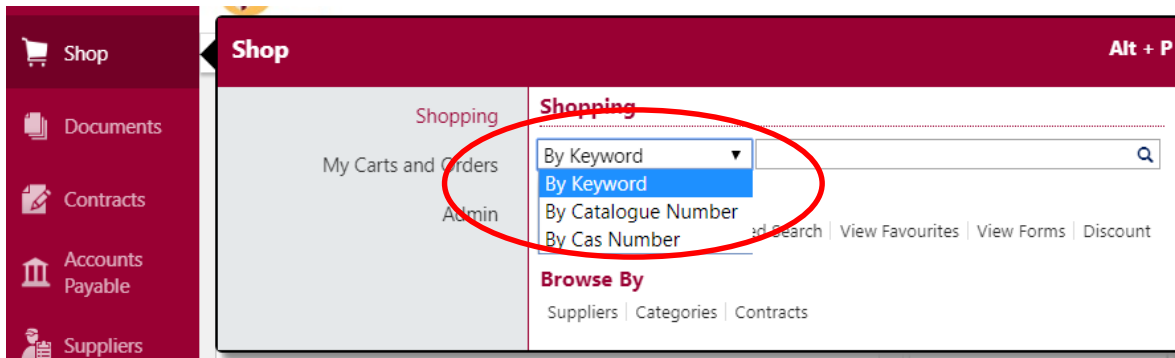 Shop
Documents
Contracts
Accounts
Payable
Suppliers
Shop
Alt + P
Shopping
My Carts and Orders
Admin
Shopping
By Keyword ▼
By Keyword
By Catalogue Number
By Cas Number
Search | View Favourites | View Forms | Discount
Browse By
Suppliers | Categories | Contracts